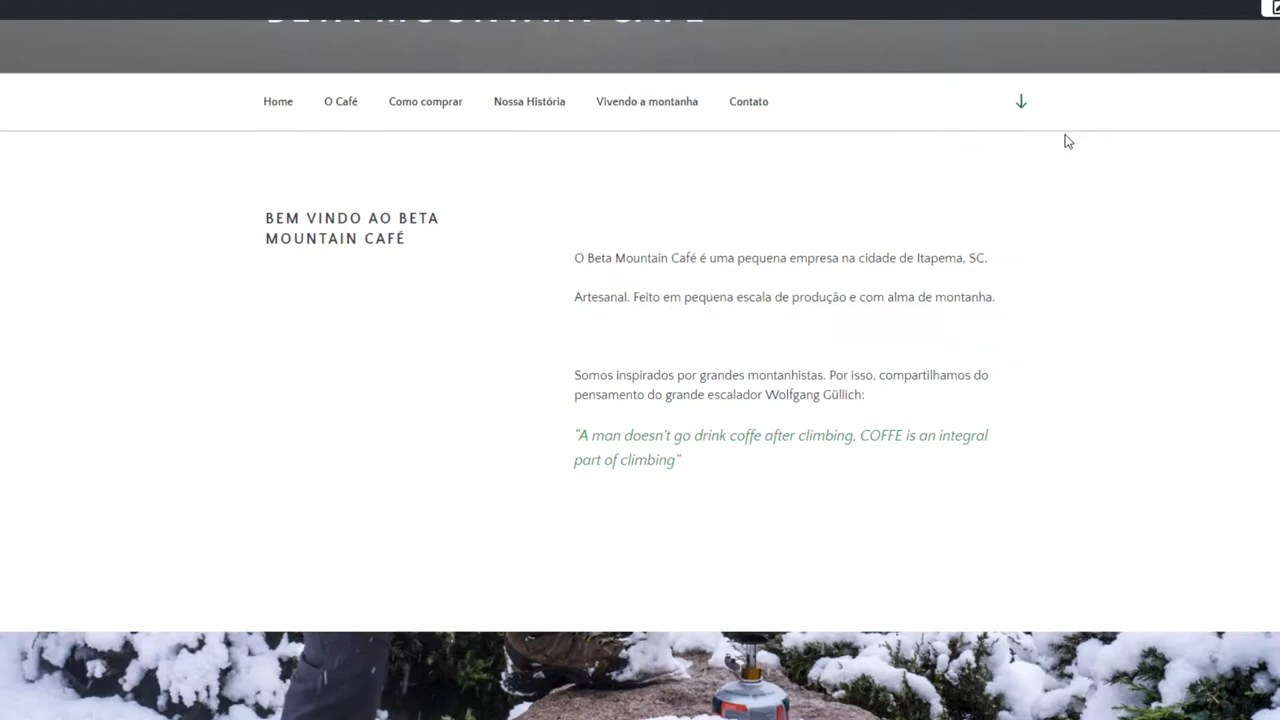 BETA MOUNTAIN CAFÉ
Home O Café Como comprar Nossa História Vivendo a montanha Contato
BEM VINDO AO BETA
MOUNTAIN CAFÉ
O Beta Mountain Café é uma pequena empresa na cidade de Itapema, SC.
Artesanal. Feito em pequena escala de produção e com alma de montanha.
Somos inspirados por grandes montanhistas. Por isso, compartilhamos do
pensamento do grande escalador Wolfgang Güllich:
“A man doesn’t go drink coffe after climbing, COFFE is an integral
part of climbing”